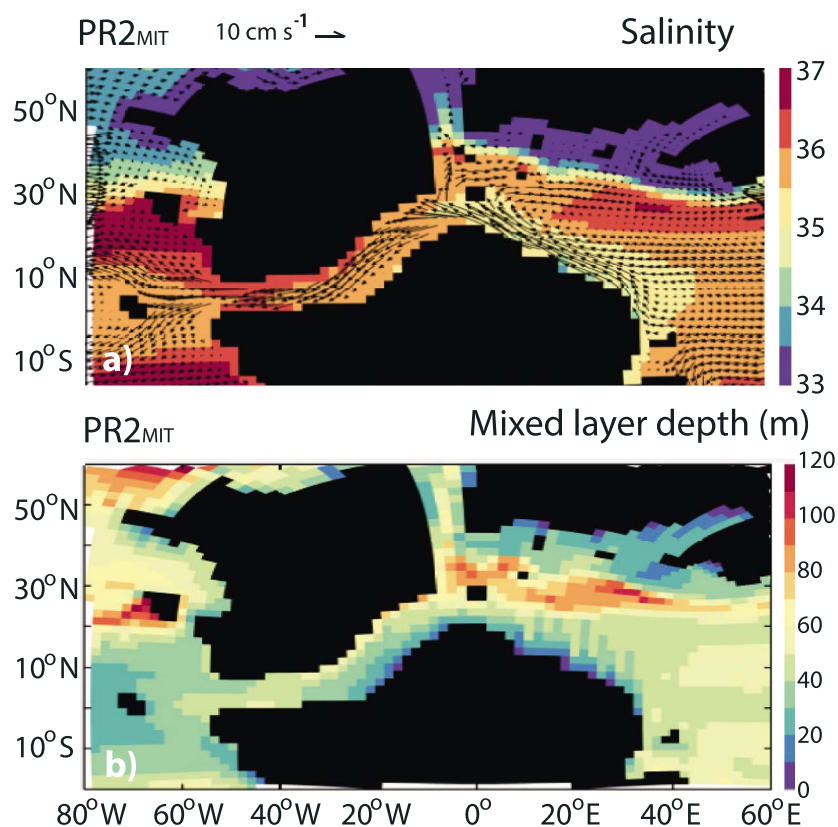 PR2MIT 10 cm s-1 Salinity
37
50°N
36
30°N
35
10°N
34
10°S
a)
33
PR2MIT Mixed layer depth (m)
120
50°N
100
30°N
80
60
10°N
40
10°S
20
b)
0
80°W 60°W 40°W 20°W 0° 20°E 40°E 60°E